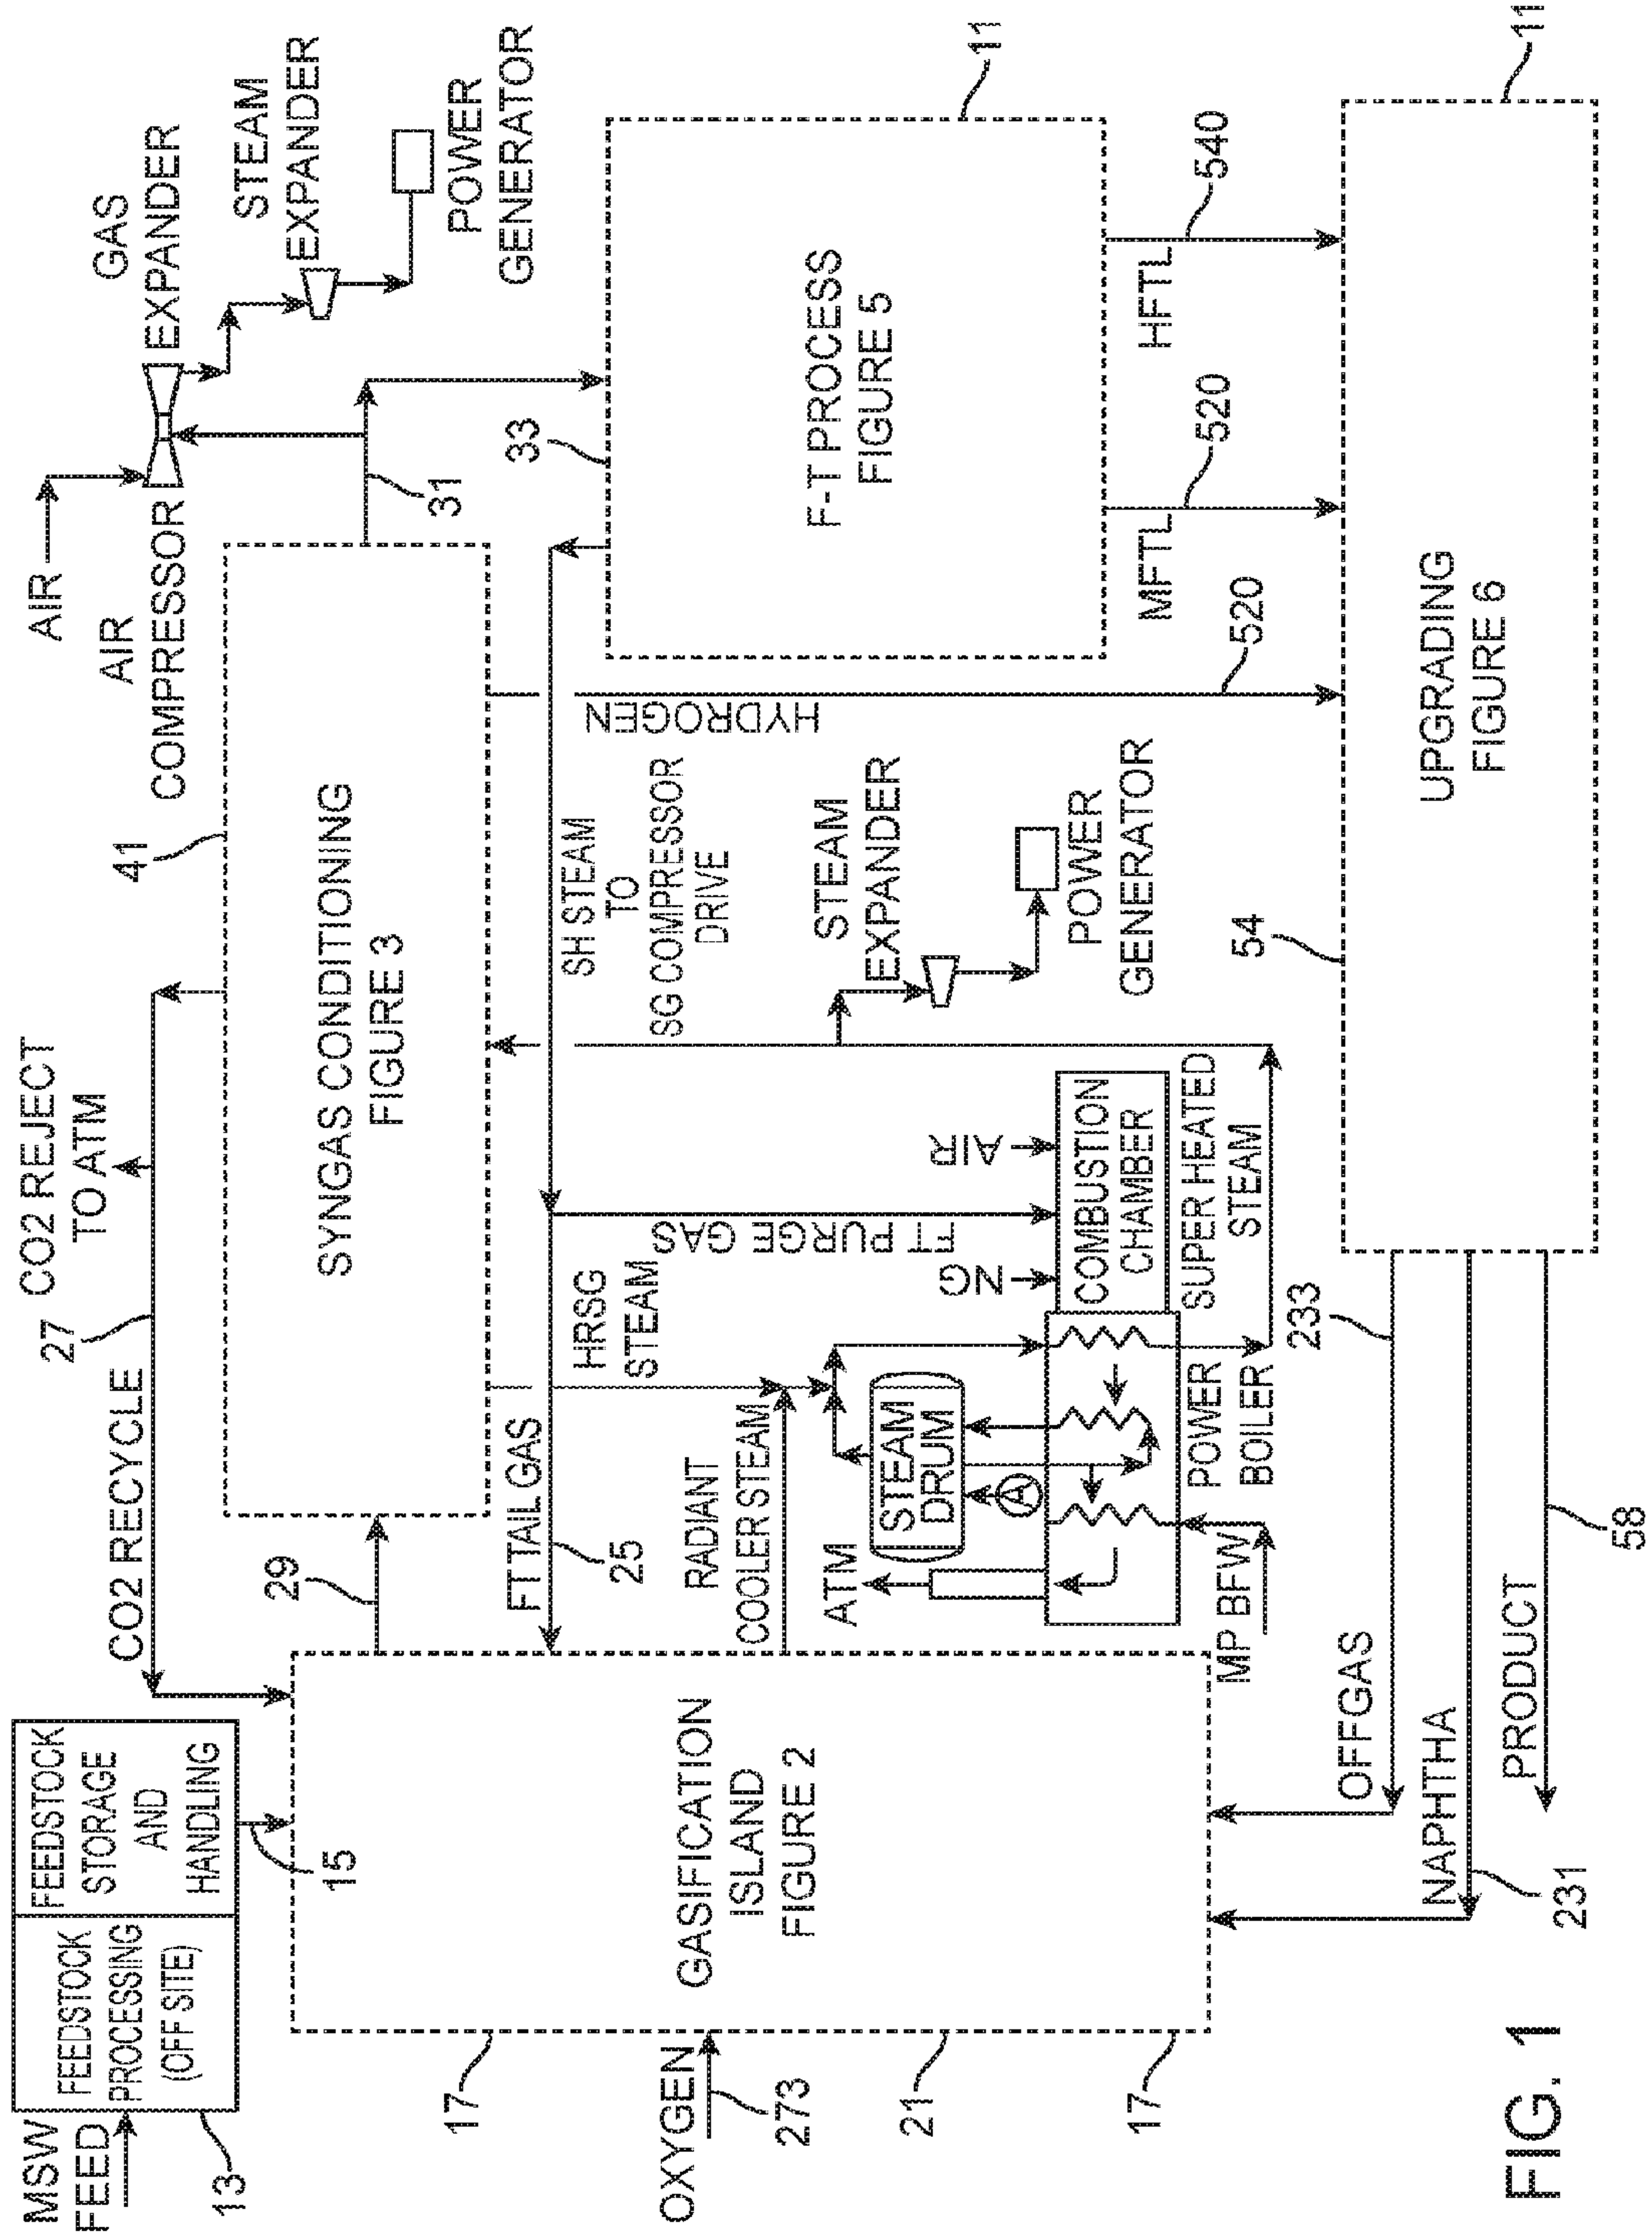 MSW
FEED
13
FEEDSTOCK
PROCESSING
(OFF SITE)
FEEDSTOCK
STORAGE
AND
HANDLING
15
CO2 RECYCLE
27
CO2 REJECT
TO ATM
41
AIR
AIR
COMPRESSOR
GAS
EXPANDER
STEAM
EXPANDER
POWER
GENERATOR
31
SYNGAS CONDITIONING
FIGURE 3
29
17
OXYGEN
273
21
17
GASIFICATION
ISLAND
FIGURE 2
FT TAIL GAS
25
HRSG
STEAM
RADIANT
COOLER STEAM
SH STEAM
TO
SG COMPRESSOR
DRIVE
HYDROGEN
520
33
F-T PROCESS
FIGURE 5
11
MFTL
520
HFTL
540
STEAM
EXPANDER
POWER
GENERATOR
FT PURGE GAS
AIR
NG
COMBUSTION
CHAMBER
SUPER HEATED
STEAM
STEAM
DRUM
A
ATM
POWER
BOILER
MP BFW
54
UPGRADING
FIGURE 6
11
233
OFFGAS
NAPHTHA
231
PRODUCT
58
FIG. 1